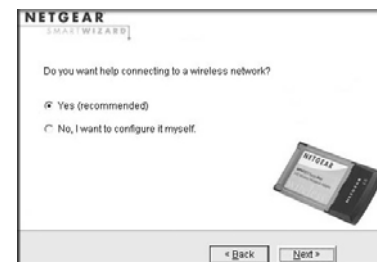 NETGEAR
SMARTWIZARD
Do you want help connecting to a wireless network?
Yes (recommended)
No, I want to configure it myself.
NETGEAR
< Back
Next >